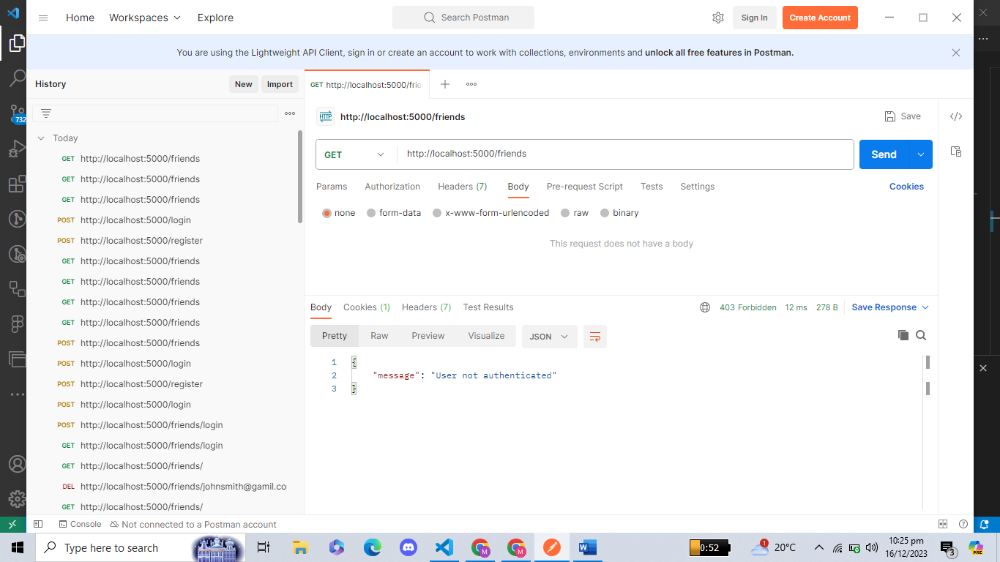 Home Workspaces Explore Search Postman Sign In Create Account
You are using the Lightweight API Client, sign in or create an account to work with collections, environments and unlock all free features in Postman.
History New Import
GET http://localhost:5000/frie
HTTP http://localhost:5000/friends Save
Today
GET http://localhost:5000/friends
GET http://localhost:5000/friends
GET http://localhost:5000/friends
POST http://localhost:5000/login
POST http://localhost:5000/register
GET http://localhost:5000/friends
GET http://localhost:5000/friends
GET http://localhost:5000/friends
GET http://localhost:5000/friends
POST http://localhost:5000/friends
POST http://localhost:5000/login
POST http://localhost:5000/register
POST http://localhost:5000/login
POST http://localhost:5000/friends/login
GET http://localhost:5000/friends/login
GET http://localhost:5000/friends/
DEL http://localhost:5000/friends/johnsmith@gamil.co
GET http://localhost:5000/friends/
732
GET http://localhost:5000/friends Send
Params Authorization Headers (7) Body Pre-request Script Tests Settings Cookies
none form-data x-www-form-urlencoded raw binary
This request does not have a body
Body Cookies (1) Headers (7) Test Results 403 Forbidden 12 ms 278 B Save Response
Pretty Raw Preview Visualize JSON
1 {
2 "message": "User not authenticated"
3 }
Console Not connected to a Postman account
Type here to search
M M W
0:52
1 20°C
10:25 pm
16/12/2023
3
PRE